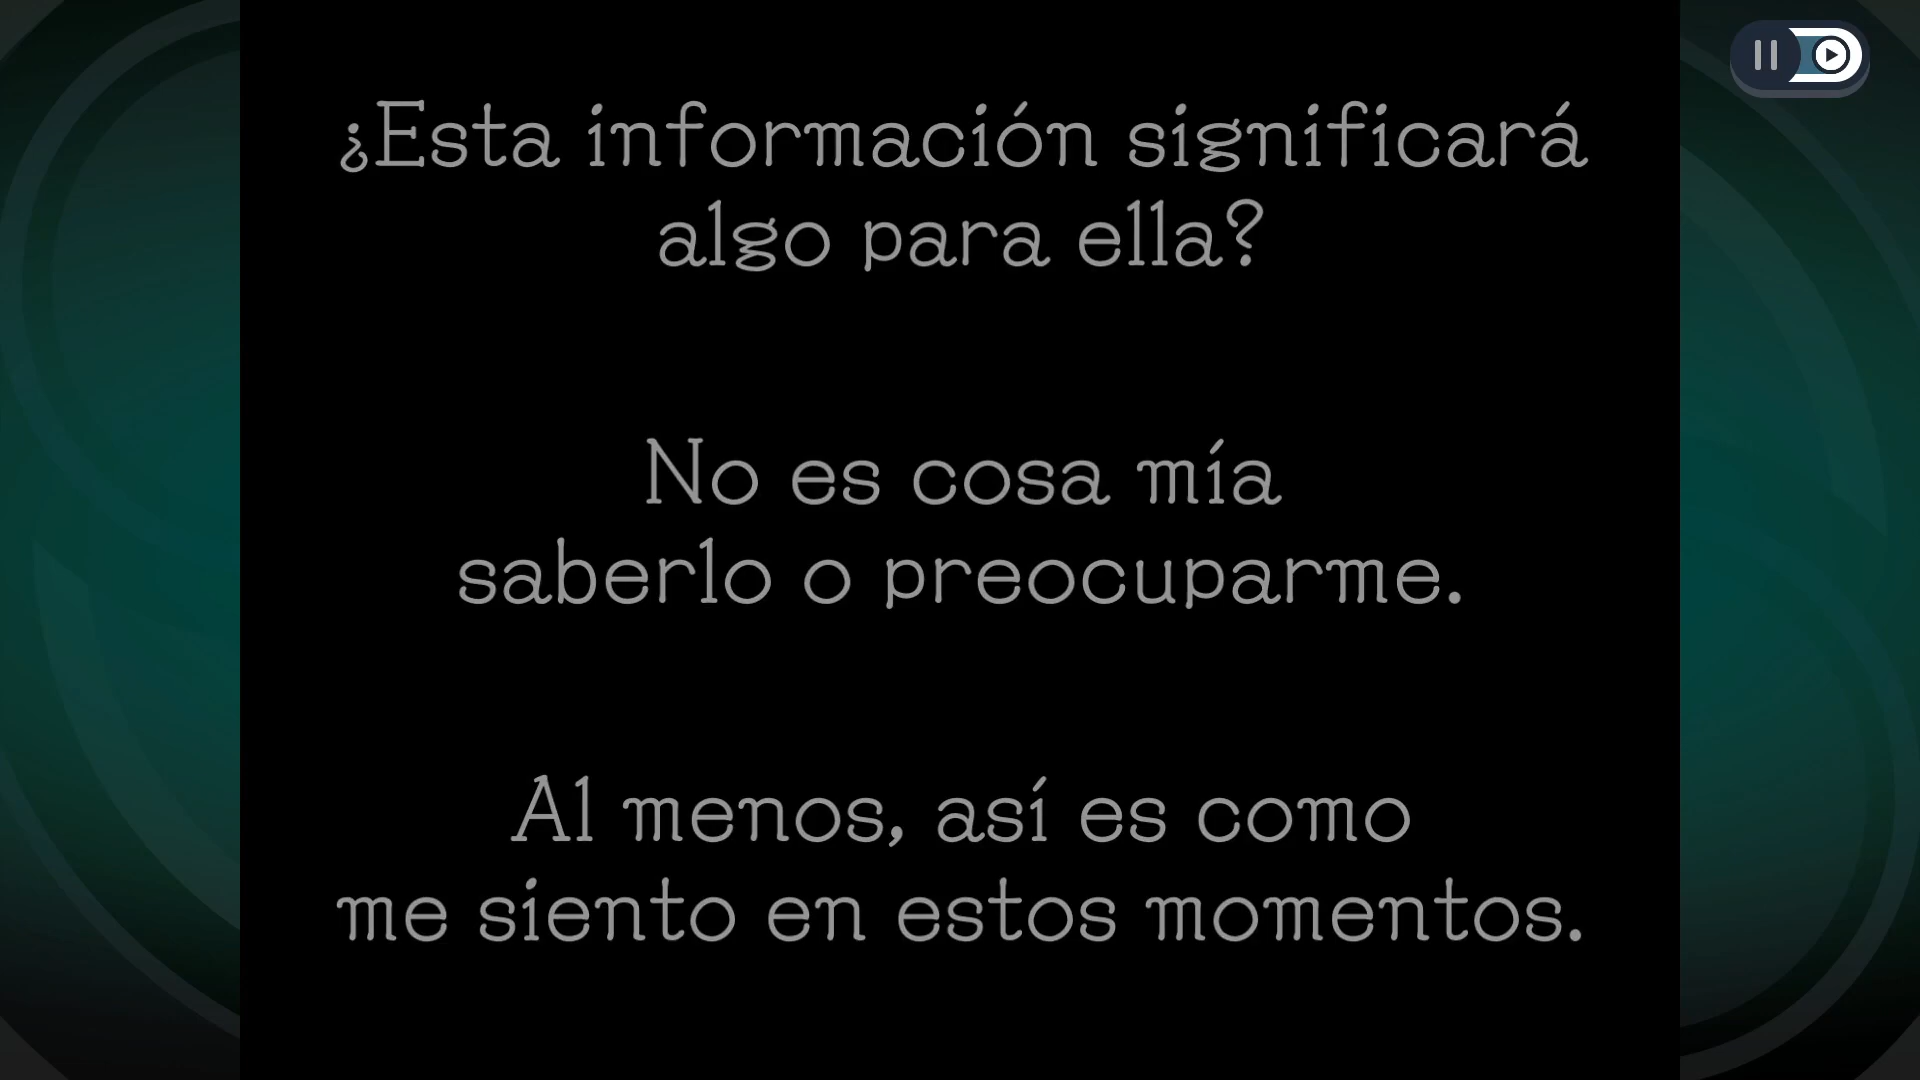 ¿Esta información significará
algo para ella?
No es cosa mía
saberlo o preocuparme.
Al menos, así es como
me siento en estos momentos.